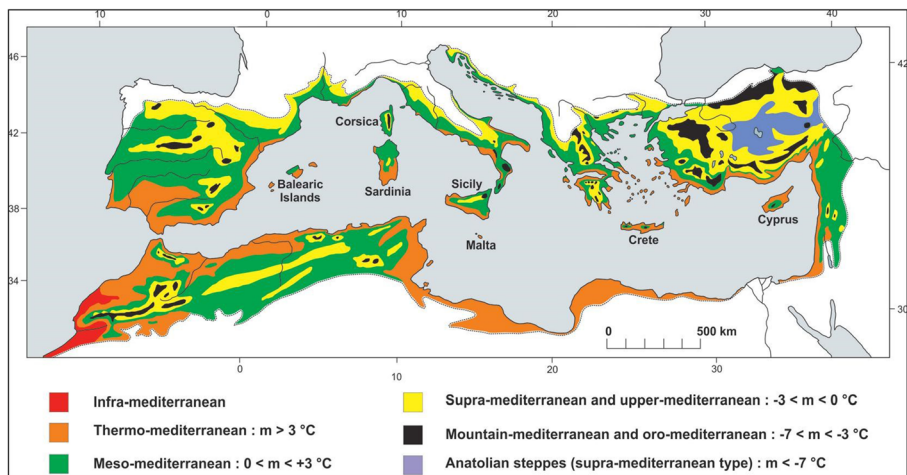 10 0 10 20 30 40
46
42
42
38
34
30
Corsica
Balearic
Islands
Sardinia
Sicily
Malta
Crete
Cyprus
0 500 km
0 10 20 30
Infra-mediterranean
Thermo-mediterranean : m > 3 °C
Meso-mediterranean : 0 < m < +3 °C
Supra-mediterranean and upper-mediterranean : -3 < m < 0 °C
Mountain-mediterranean and oro-mediterranean : -7 < m < -3 °C
Anatolian steppes (supra-mediterranean type) : m < -7 °C